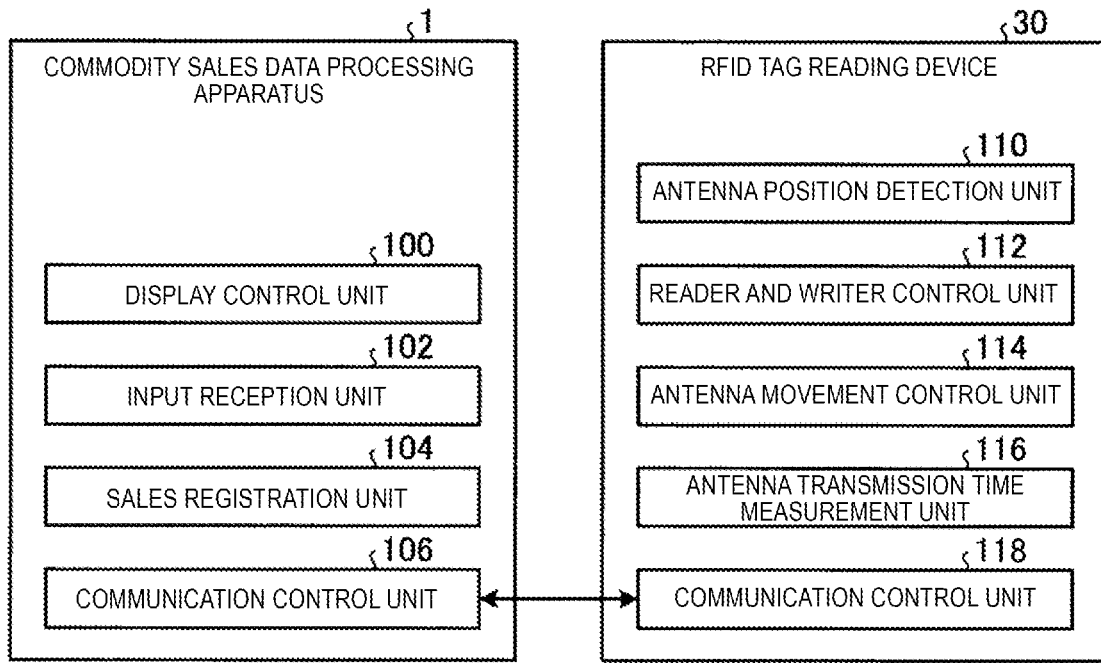 1
COMMODITY SALES DATA PROCESSING
APPARATUS
100
DISPLAY CONTROL UNIT
102
INPUT RECEPTION UNIT
104
SALES REGISTRATION UNIT
106
COMMUNICATION CONTROL UNIT
30
RFID TAG READING DEVICE
110
ANTENNA POSITION DETECTION UNIT
112
READER AND WRITER CONTROL UNIT
114
ANTENNA MOVEMENT CONTROL UNIT
116
ANTENNA TRANSMISSION TIME
MEASUREMENT UNIT
118
COMMUNICATION CONTROL UNIT